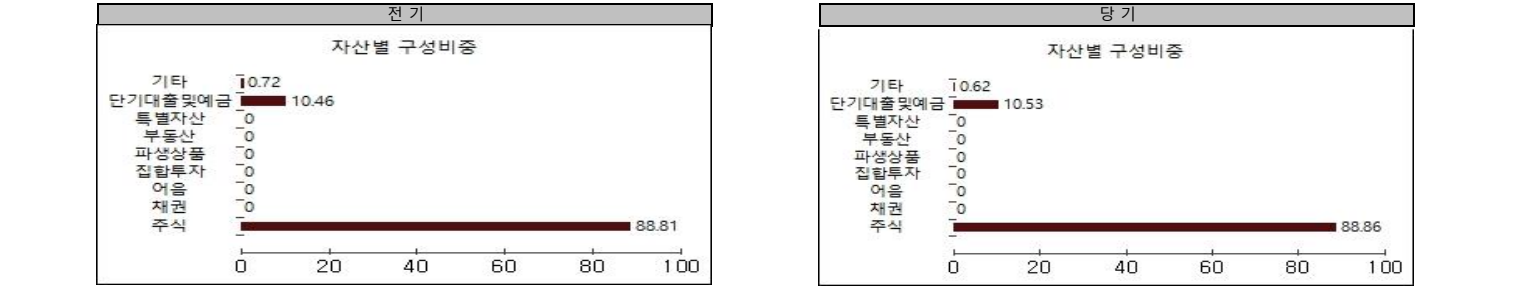 전 기
자산별 구성비중
기타 0.72
단기대출및예금 10.46
특별자산 0
부동산 0
파생상품 0
집합투자 0
어음 0
채권 0
주식 88.81
0 20 40 60 80 100
당 기
자산별 구성비중
기타 0.62
단기대출및예금 10.53
특별자산 0
부동산 0
파생상품 0
집합투자 0
어음 0
채권 0
주식 88.86
0 20 40 60 80 100